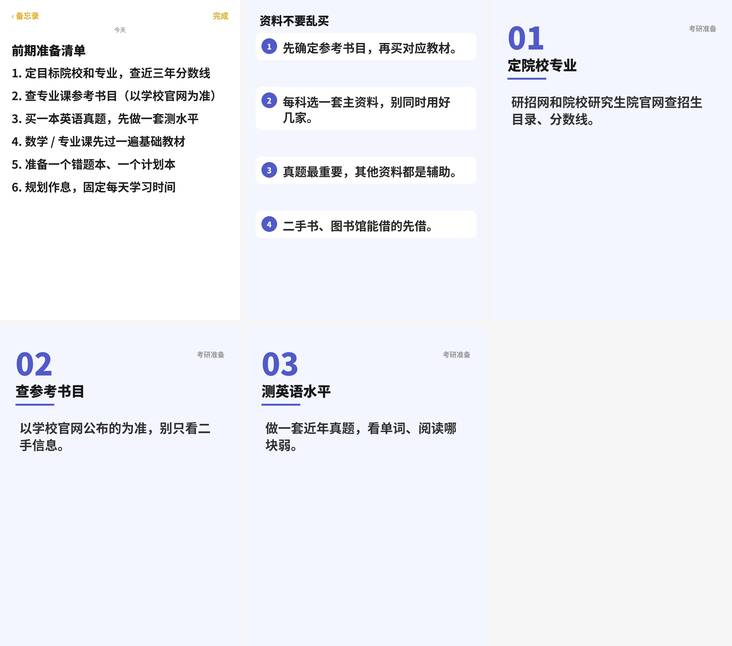 ‹ 备忘录
完成
今天
前期准备清单
1. 定目标院校和专业，查近三年分数线
2. 查专业课参考书目（以学校官网为准）
3. 买一本英语真题，先做一套测水平
4. 数学 / 专业课先过一遍基础教材
5. 准备一个错题本、一个计划本
6. 规划作息，固定每天学习时间
资料不要乱买
1 先确定参考书目，再买对应教材。
2 每科选一套主资料，别同时用好
几家。
3 真题最重要，其他资料都是辅助。
4 二手书、图书馆能借的先借。
01
考研准备
定院校专业
研招网和院校研究生院官网查招生
目录、分数线。
02
考研准备
查参考书目
以学校官网公布的为准，别只看二
手信息。
03
考研准备
测英语水平
做一套近年真题，看单词、阅读哪
块弱。